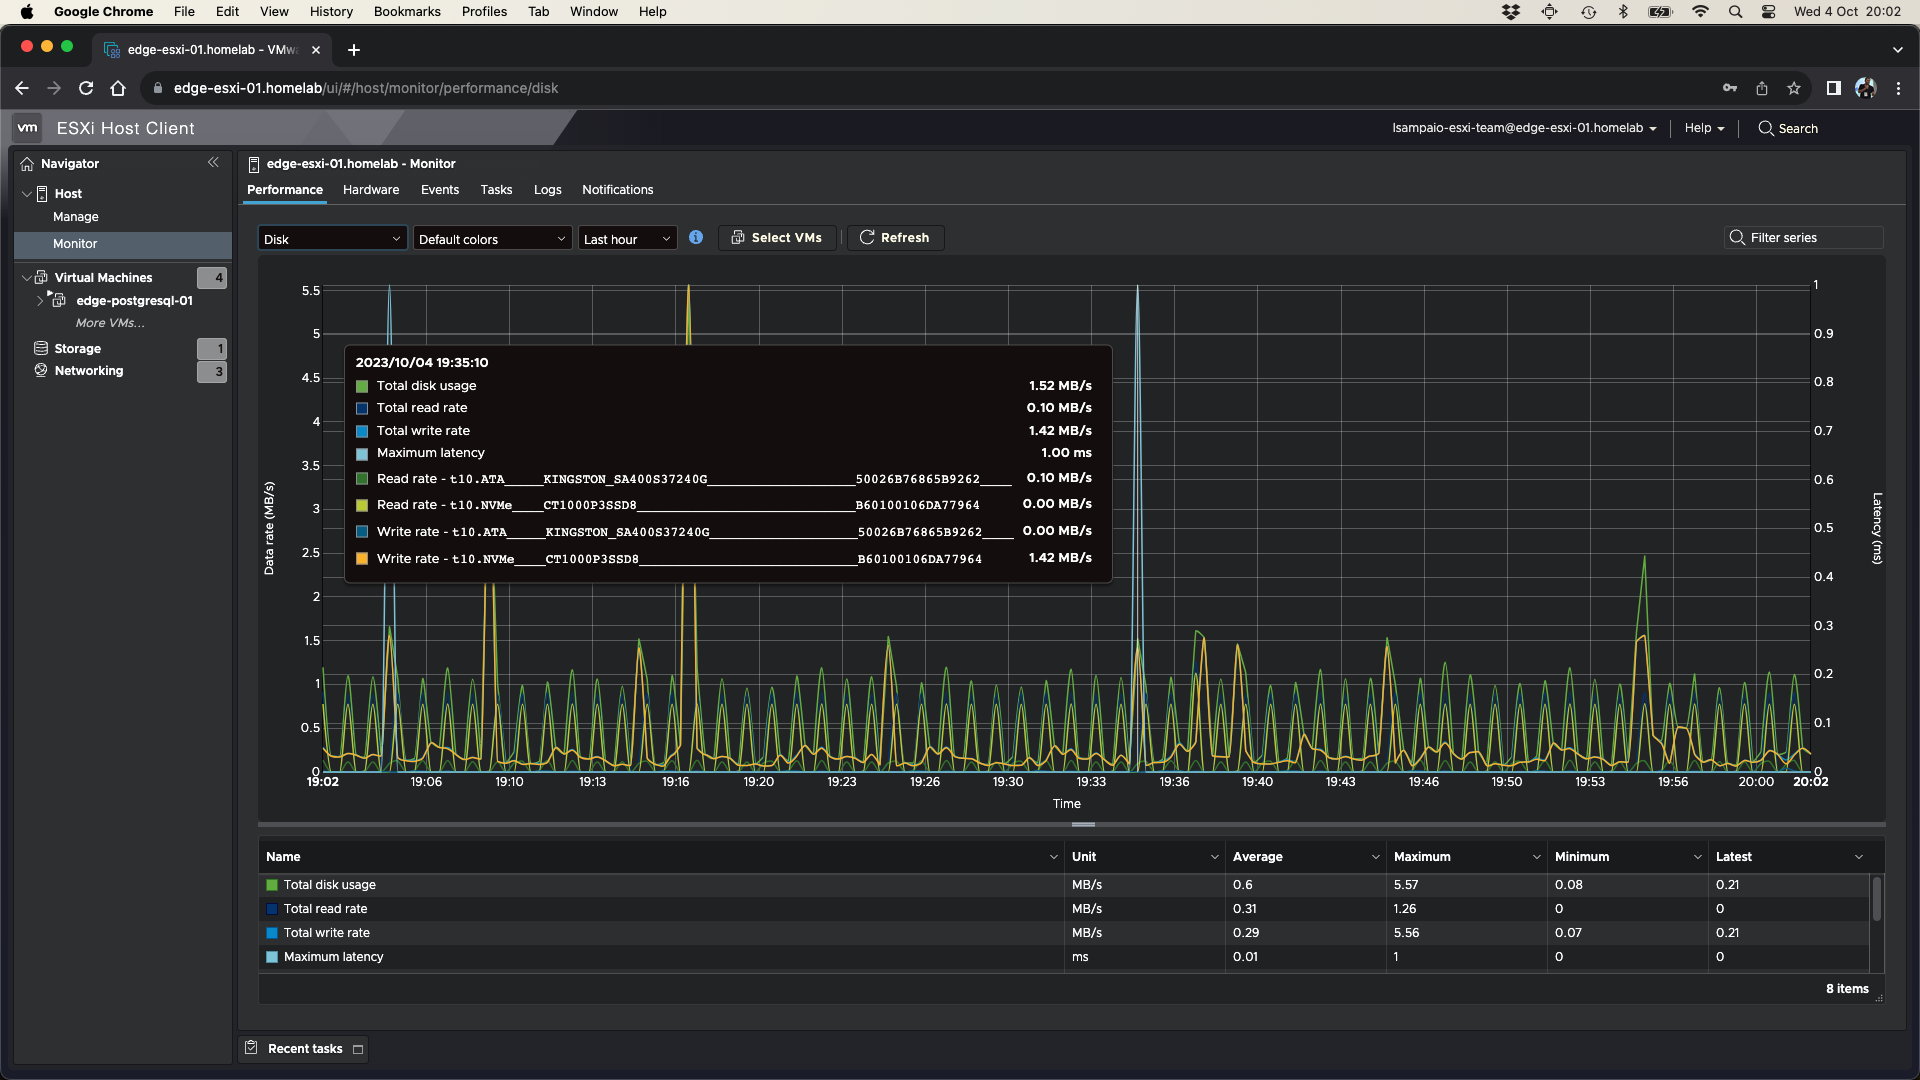 Google Chrome File Edit View History Bookmarks Profiles Tab Window Help Wed 4 Oct 20:02
edge-esxi-01.homelab - VMwa
edge-esxi-01.homelab/ui/#/host/monitor/performance/disk
vm ESXi Host Client lsampaio-esxi-team@edge-esxi-01.homelab Help Search
Navigator
Host
Manage
Monitor
Virtual Machines 4
edge-postgresql-01
More VMs...
Storage 1
Networking 3
edge-esxi-01.homelab - Monitor
Performance Hardware Events Tasks Logs Notifications
Disk Default colors Last hour Select VMs Refresh Filter series
Data rate (MB/s)
5.5
5
4.5
4
3.5
3
2.5
2
1.5
1
0.5
0
2023/10/04 19:35:10
Total disk usage 1.52 MB/s
Total read rate 0.10 MB/s
Total write rate 1.42 MB/s
Maximum latency 1.00 ms
Read rate - t10.ATA_____KINGSTON_SA400S37240G___________________50026B76865B9262____ 0.10 MB/s
Read rate - t10.NVMe____CT1000P3SSD8____________________________B60100106DA77964 0.00 MB/s
Write rate - t10.ATA_____KINGSTON_SA400S37240G___________________50026B76865B9262____ 0.00 MB/s
Write rate - t10.NVMe____CT1000P3SSD8____________________________B60100106DA77964 1.42 MB/s
1
0.9
0.8
0.7
0.6
0.5
0.4
0.3
0.2
0.1
0
Latency (ms)
19:02 19:06 19:10 19:13 19:16 19:20 19:23 19:26 19:30 19:33 19:36 19:40 19:43 19:46 19:50 19:53 19:56 20:00 20:02
Time
Name Unit Average Maximum Minimum Latest
Total disk usage MB/s 0.6 5.57 0.08 0.21
Total read rate MB/s 0.31 1.26 0 0
Total write rate MB/s 0.29 5.56 0.07 0.21
Maximum latency ms 0.01 1 0 0
8 items
Recent tasks